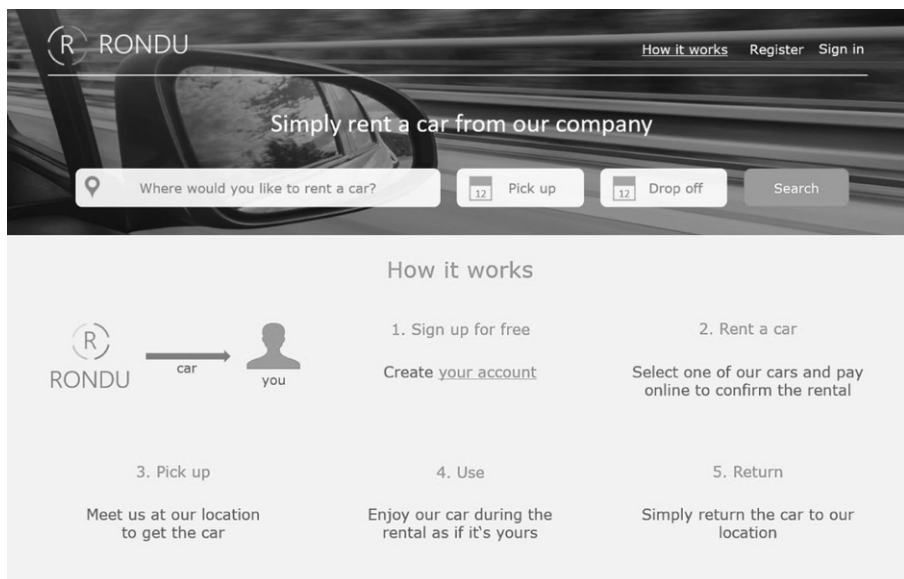 R RONDU
How it works Register Sign in
Simply rent a car from our company
Where would you like to rent a car? 12 Pick up 12 Drop off Search
How it works
R
RONDU
car
you
1. Sign up for free
Create your account
2. Rent a car
Select one of our cars and pay
online to confirm the rental
3. Pick up
Meet us at our location
to get the car
4. Use
Enjoy our car during the
rental as if it's yours
5. Return
Simply return the car to our
location